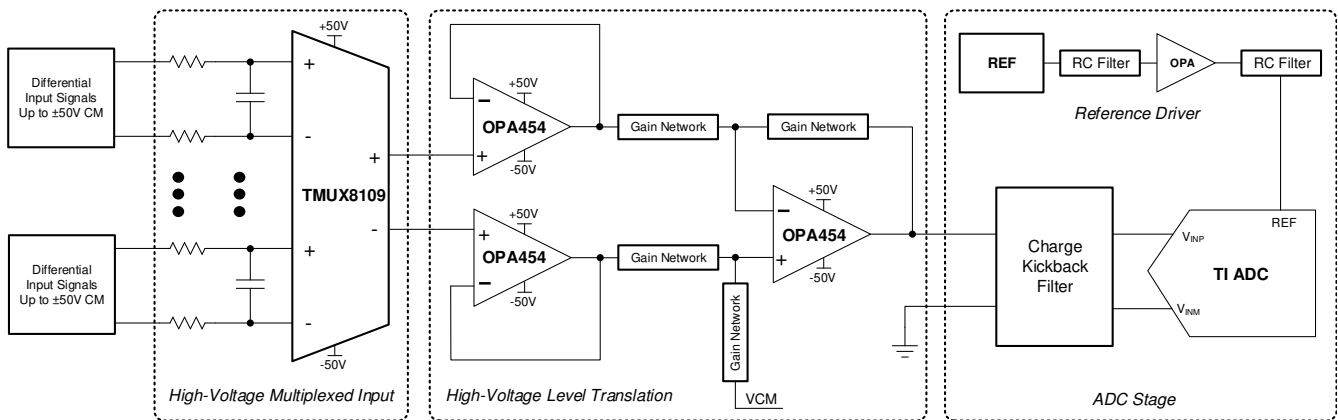 Differential
Input Signals
Up to ±50V CM
Differential
Input Signals
Up to ±50V CM
+50V
+
-
TMUX8109
+
-
+
-
-50V
High-Voltage Multiplexed Input
+50V
−
OPA454
+
-50V
+50V
+
OPA454
−
-50V
Gain Network
Gain Network
Gain Network
Gain Network
VCM
+50V
−
OPA454
+
-50V
High-Voltage Level Translation
REF
RC Filter
OPA
RC Filter
Reference Driver
Charge
Kickback
Filter
REF
VINP
TI ADC
VINM
ADC Stage